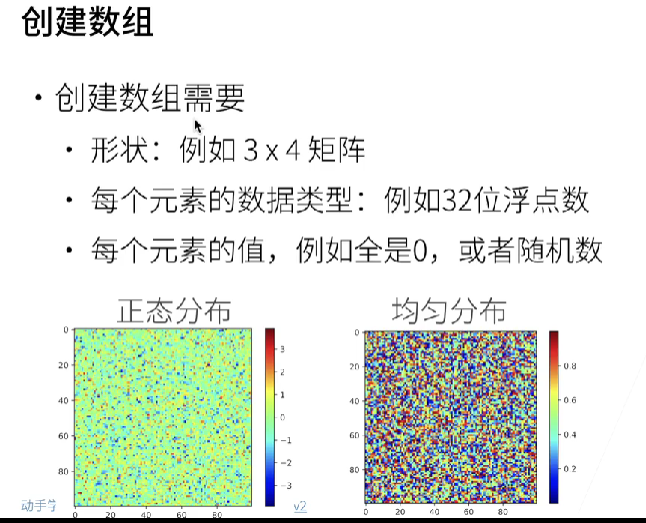 创建数组
• 创建数组需要
• 形状：例如 3 x 4 矩阵
• 每个元素的数据类型：例如32位浮点数
• 每个元素的值，例如全是0，或者随机数
正态分布
0
20
40
60
80
0 20 40 60 80
3
2
1
0
−1
−2
−3
均匀分布
0
20
40
60
80
0 20 40 60 80
0.8
0.6
0.4
0.2
动手学
v2